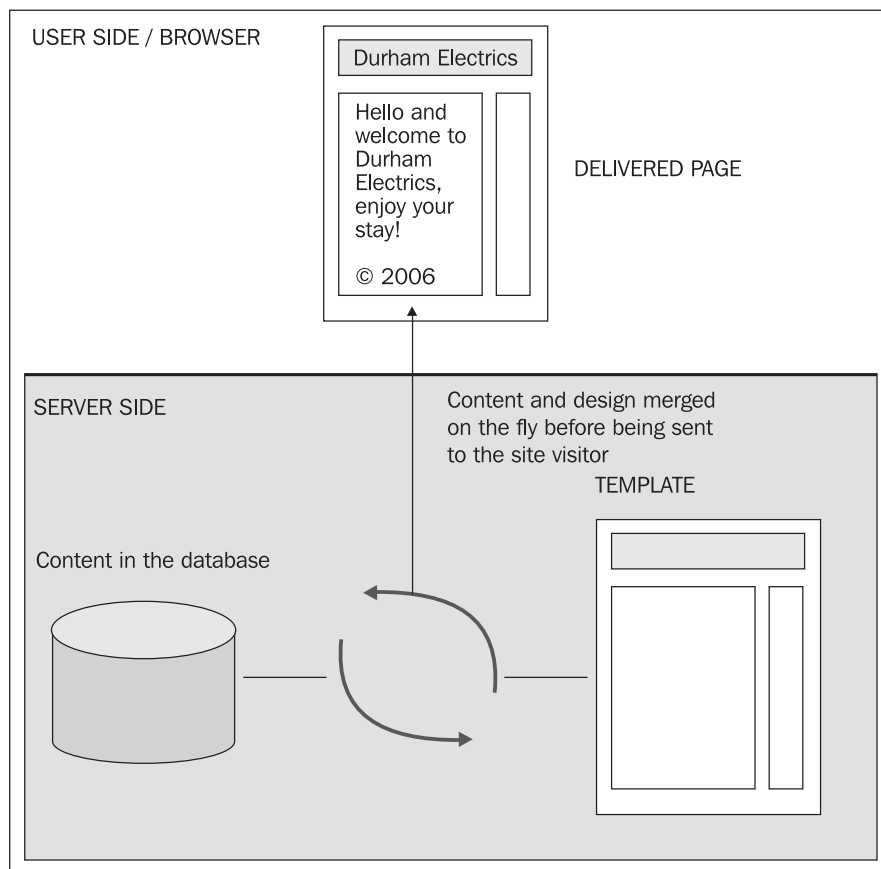 USER SIDE / BROWSER
Durham Electrics
Hello and
welcome to
Durham
Electrics,
enjoy your
stay!
© 2006
DELIVERED PAGE
SERVER SIDE
Content and design merged
on the fly before being sent
to the site visitor
TEMPLATE
Content in the database